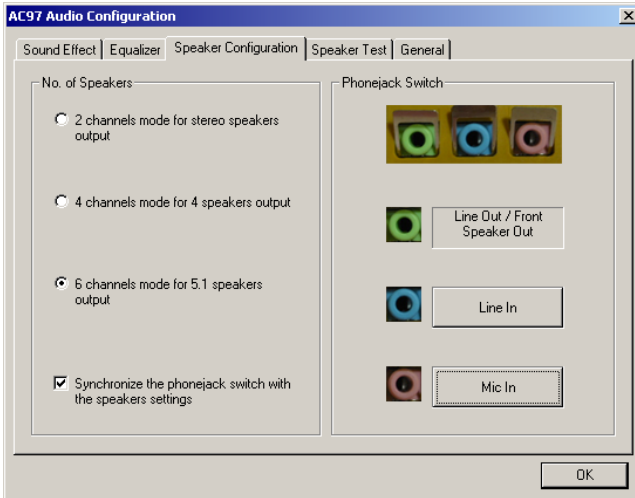 AC97 Audio Configuration
Sound Effect
Equalizer
Speaker Configuration
Speaker Test
General
No. of Speakers
2 channels mode for stereo speakers
output
4 channels mode for 4 speakers output
6 channels mode for 5.1 speakers
output
Synchronize the phonejack switch with
the speakers settings
Phonejack Switch
Line Out / Front
Speaker Out
Line In
Mic In
OK